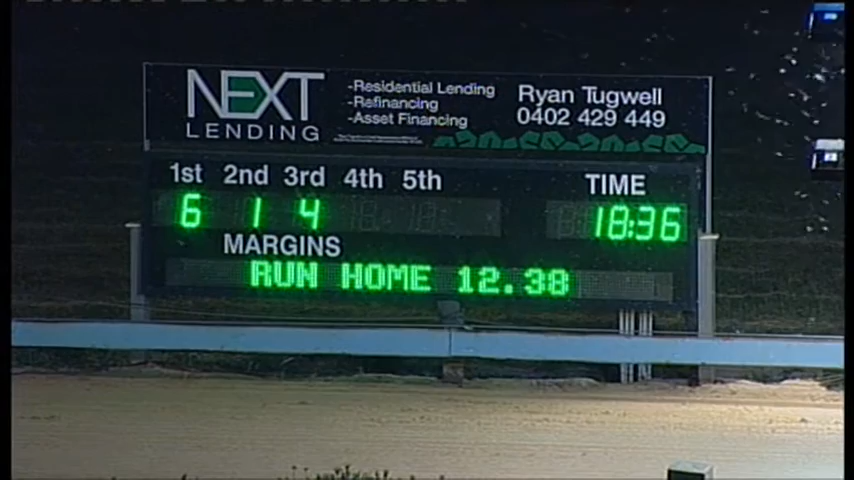 NEXT
LENDING
-Residential Lending
-Refinancing
-Asset Financing
Ryan Tugwell
0402 429 449
1st 2nd 3rd 4th 5th TIME
6 1 4 18:36
MARGINS
RUN HOME 12.38